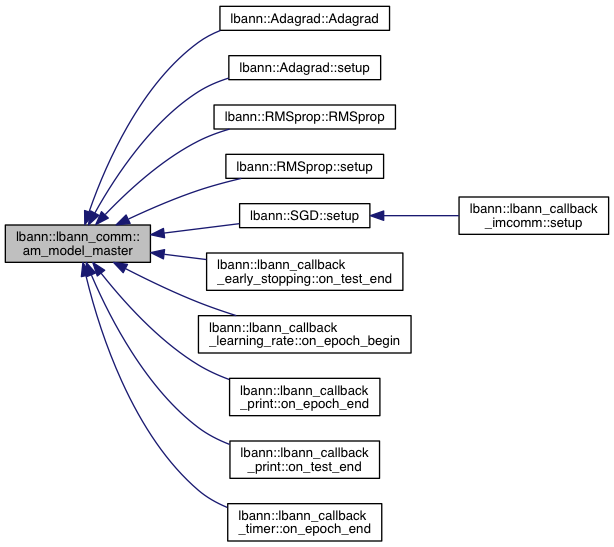 lbann::Adagrad::Adagrad
lbann::Adagrad::setup
lbann::RMSprop::RMSprop
lbann::RMSprop::setup
lbann::SGD::setup
lbann::lbann_callback
_imcomm::setup
lbann::lbann_comm::
am_model_master
lbann::lbann_callback
_early_stopping::on_test_end
lbann::lbann_callback
_learning_rate::on_epoch_begin
lbann::lbann_callback
_print::on_epoch_end
lbann::lbann_callback
_print::on_test_end
lbann::lbann_callback
_timer::on_epoch_end